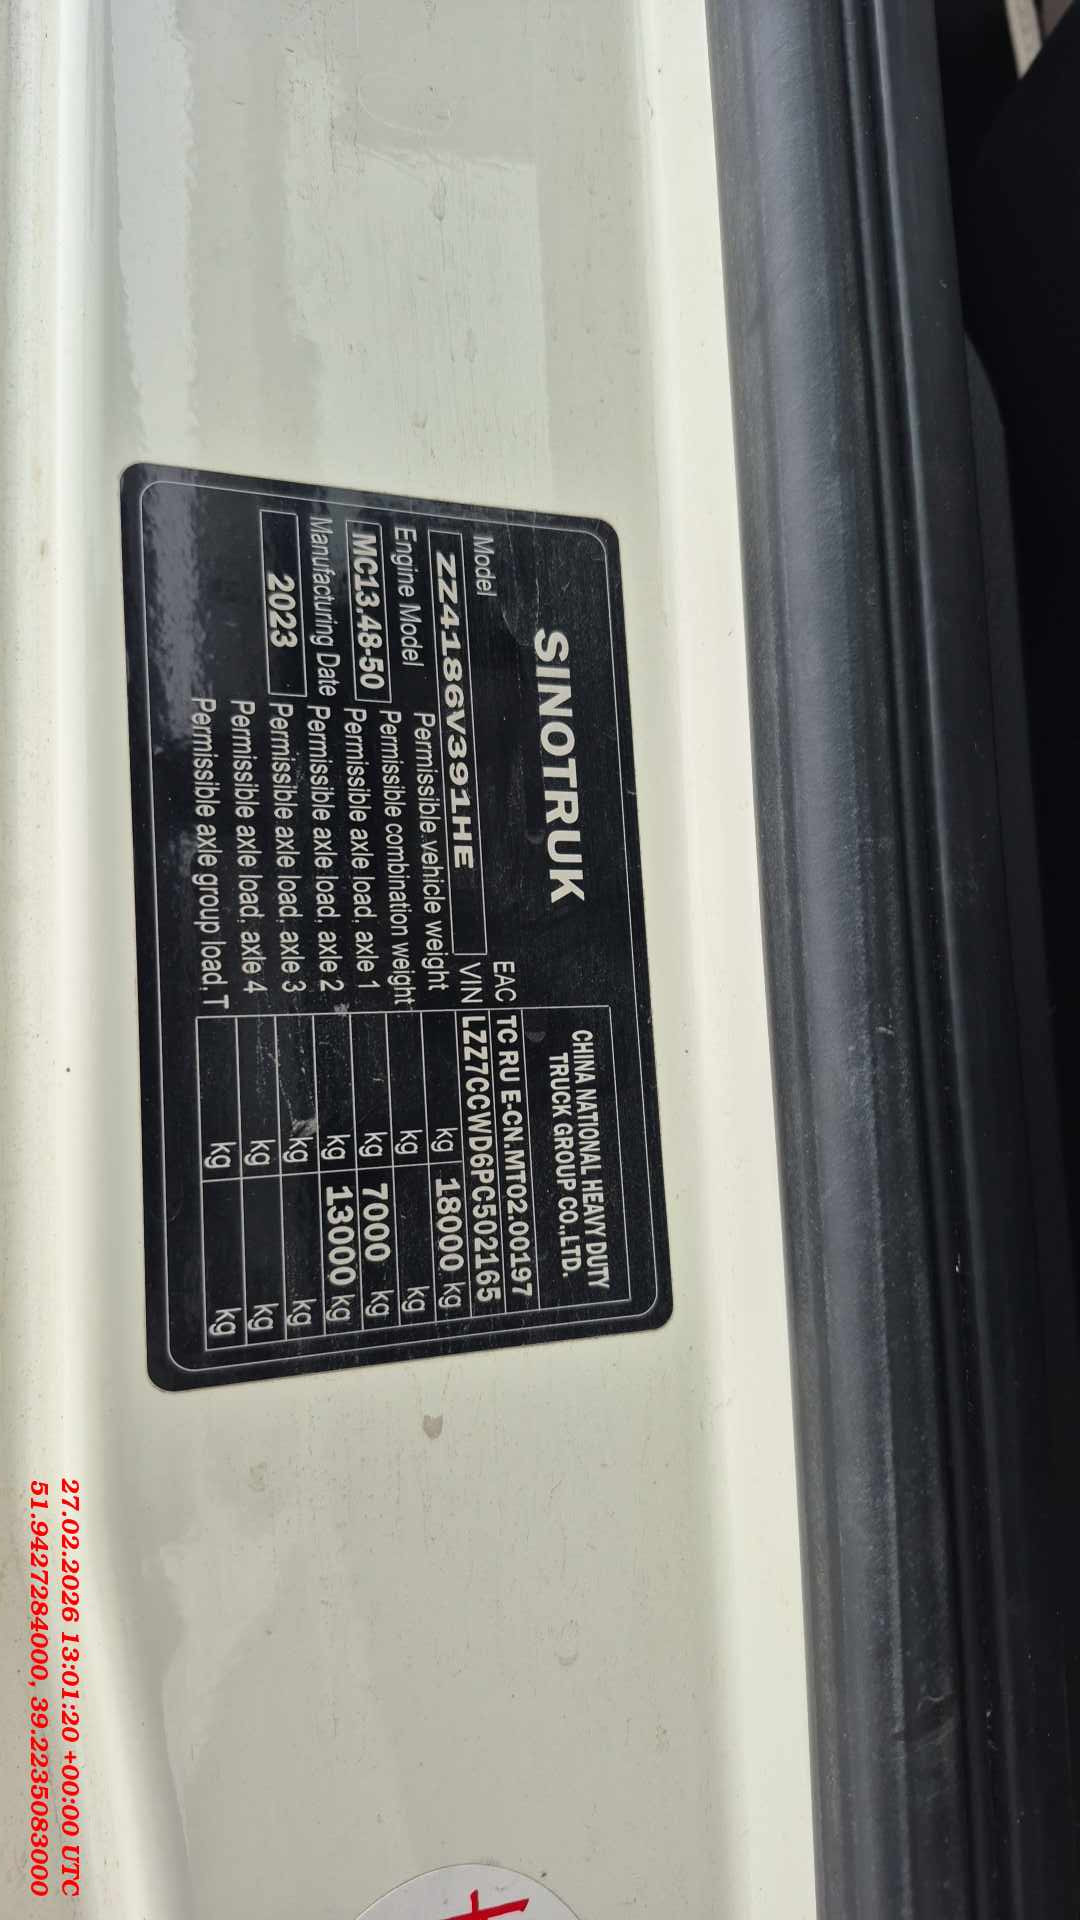 SINOTRUK
CHINA NATIONAL HEAVY DUTY
TRUCK GROUP CO.,LTD.
EAC TC RU E-CN.MT02.00197
Model
VIN LZZ7CCWD6PC502165
ZZ4186V391HE
Engine Model
MC13.48-50
Manufacturing Date
2023
Permissible vehicle weight kg 18000 kg
Permissible combination weight kg kg
Permissible axle load, axle 1 kg 7000 kg
Permissible axle load, axle 2 kg 13000 kg
Permissible axle load, axle 3 kg kg
Permissible axle load, axle 4 kg kg
Permissible axle group load, T kg kg
27.02.2026 13:01:20 +00:00 UTC
51.9427284000, 39.2235083000